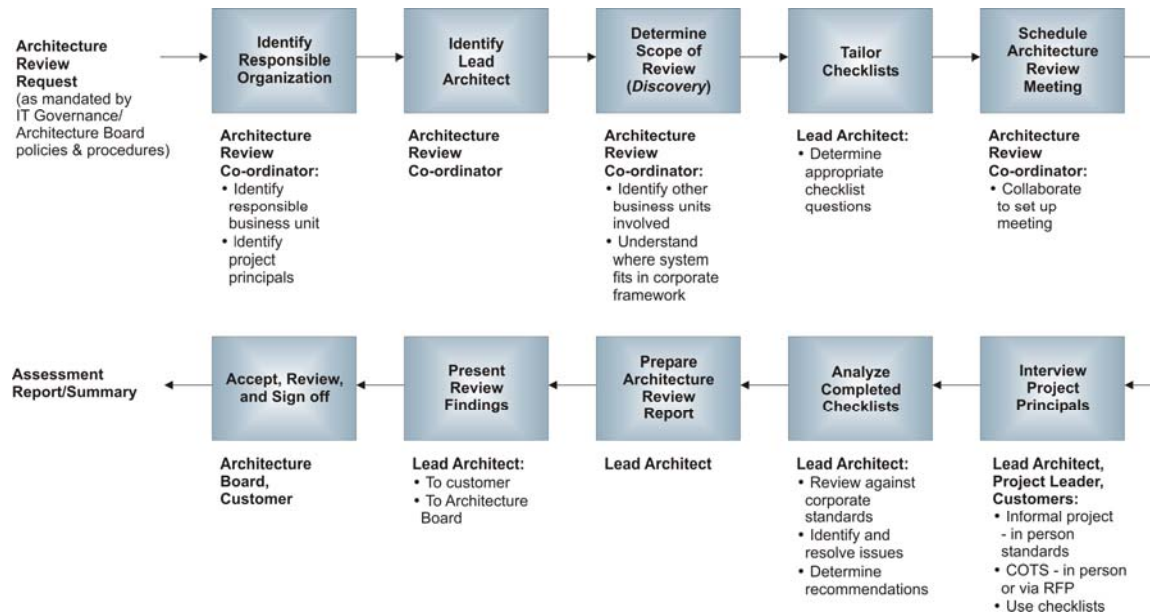 Architecture
Review
Request
(as mandated by
IT Governance/
Architecture Board
policies & procedures)
Identify
Responsible
Organization
Architecture
Review
Co-ordinator:
• Identify
responsible
business unit
• Identify
project
principals
Identify
Lead
Architect
Architecture
Review
Co-ordinator
Determine
Scope of
Review
(Discovery)
Architecture
Review
Co-ordinator:
• Identify other
business units
involved
• Understand
where system
fits in corporate
framework
Tailor
Checklists
Lead Architect:
• Determine
appropriate
checklist
questions
Schedule
Architecture
Review
Meeting
Architecture
Review
Co-ordinator:
• Collaborate
to set up
meeting
Interview
Project
Principals
Lead Architect,
Project Leader,
Customers:
• Informal project
- in person
standards
• COTS - in person
or via RFP
• Use checklists
Analyze
Completed
Checklists
Lead Architect:
• Review against
corporate
standards
• Identify and
resolve issues
• Determine
recommendations
Prepare
Architecture
Review
Report
Lead Architect
Present
Review
Findings
Lead Architect:
• To customer
• To Architecture
Board
Accept, Review,
and Sign off
Architecture
Board,
Customer
Assessment
Report/Summary